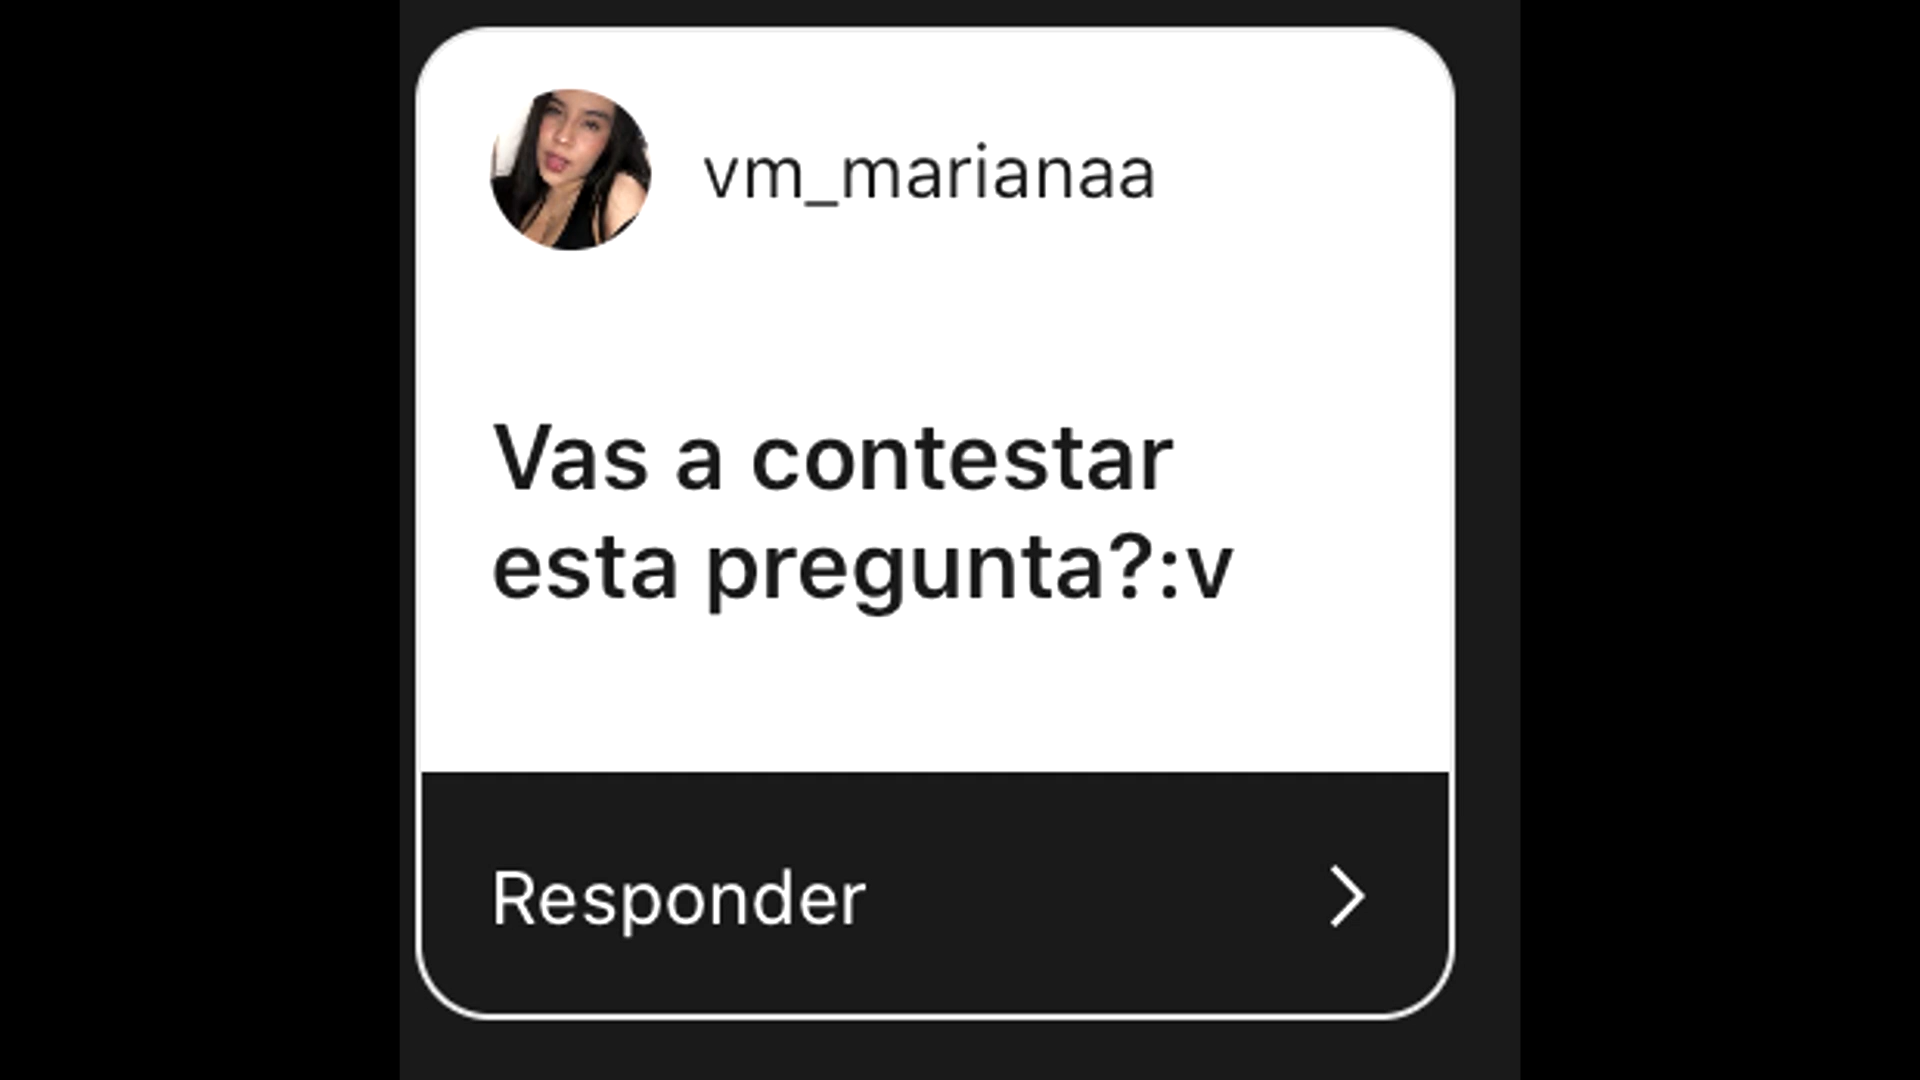 vm_marianaa
Vas a contestar
esta pregunta?:v
Responder